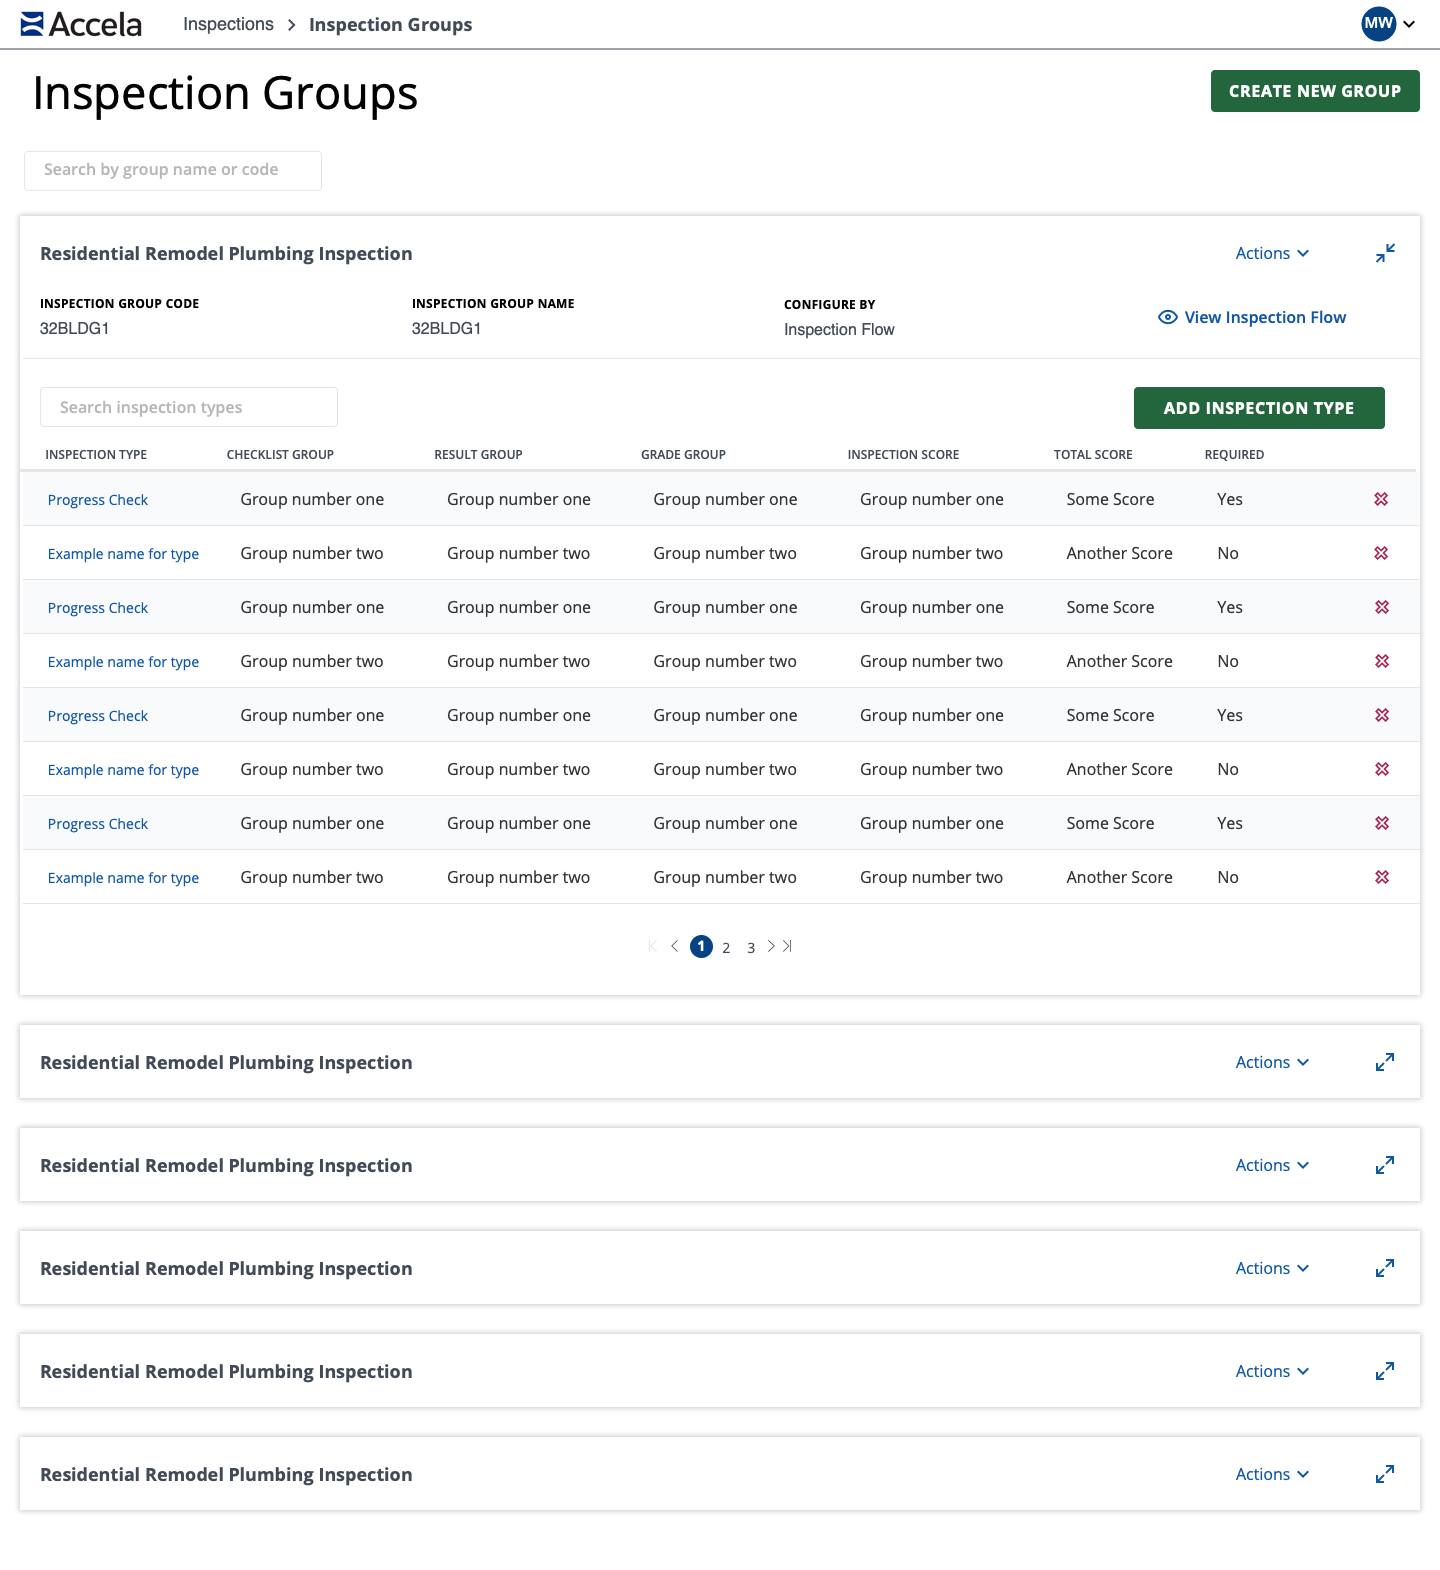 Accela
Inspections > Inspection Groups
MW
Inspection Groups
CREATE NEW GROUP
Search by group name or code
Residential Remodel Plumbing Inspection
Actions
INSPECTION GROUP CODE
INSPECTION GROUP NAME
CONFIGURE BY
32BLDG1
32BLDG1
Inspection Flow
View Inspection Flow
Search inspection types
ADD INSPECTION TYPE
INSPECTION TYPE CHECKLIST GROUP RESULT GROUP GRADE GROUP INSPECTION SCORE TOTAL SCORE REQUIRED
Progress Check Group number one Group number one Group number one Group number one Some Score Yes
Example name for type Group number two Group number two Group number two Group number two Another Score No
Progress Check Group number one Group number one Group number one Group number one Some Score Yes
Example name for type Group number two Group number two Group number two Group number two Another Score No
Progress Check Group number one Group number one Group number one Group number one Some Score Yes
Example name for type Group number two Group number two Group number two Group number two Another Score No
Progress Check Group number one Group number one Group number one Group number one Some Score Yes
Example name for type Group number two Group number two Group number two Group number two Another Score No
1 2 3
Residential Remodel Plumbing Inspection Actions
Residential Remodel Plumbing Inspection Actions
Residential Remodel Plumbing Inspection Actions
Residential Remodel Plumbing Inspection Actions
Residential Remodel Plumbing Inspection Actions